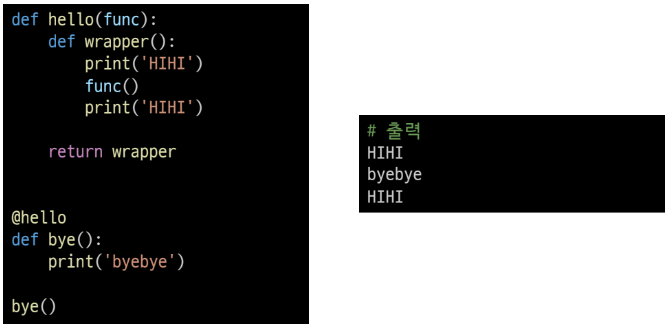 def hello(func):
    def wrapper():
        print('HIHI')
        func()
        print('HIHI')
    return wrapper
@hello
def bye():
    print('byebye')
bye()
# 출력
HIHI
byebye
HIHI